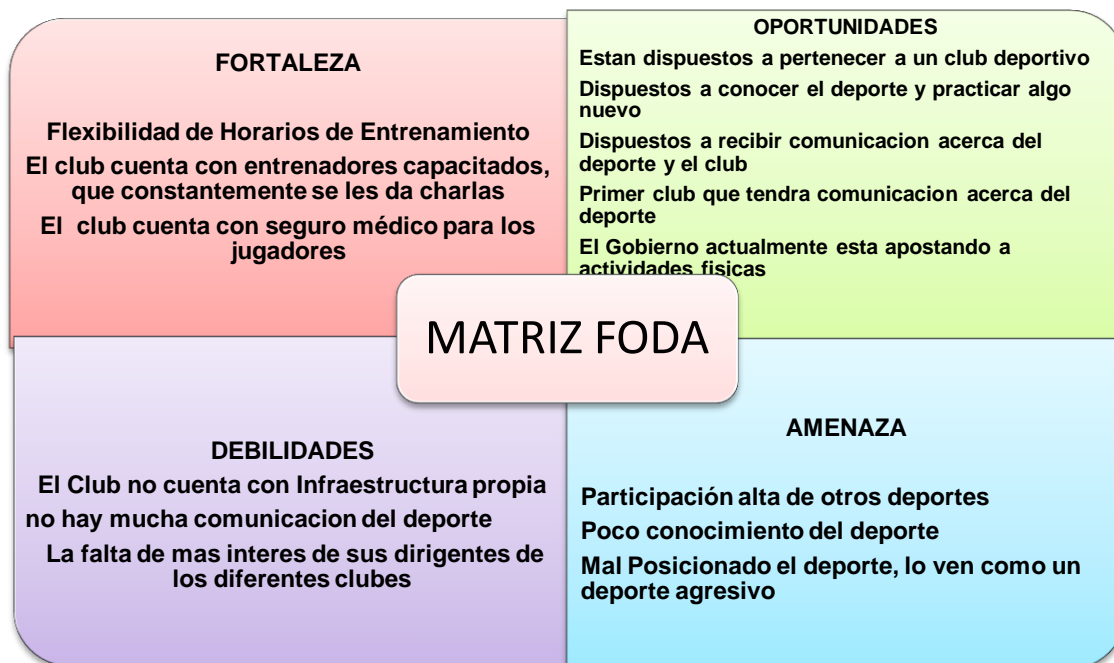 FORTALEZA
Flexibilidad de Horarios de Entrenamiento
El club cuenta con entrenadores capacitados,
que constantemente se les da charlas
El club cuenta con seguro médico para los
jugadores
OPORTUNIDADES
Estan dispuestos a pertenecer a un club deportivo
Dispuestos a conocer el deporte y practicar algo
nuevo
Dispuestos a recibir comunicacion acerca del
deporte y el club
Primer club que tendra comunicacion acerca del
deporte
El Gobierno actualmente esta apostando a
actividades fisicas
MATRIZ FODA
DEBILIDADES
El Club no cuenta con Infraestructura propia
no hay mucha comunicacion del deporte
La falta de mas interes de sus dirigentes de
los diferentes clubes
AMENAZA
Participación alta de otros deportes
Poco conocimiento del deporte
Mal Posicionado el deporte, lo ven como un
deporte agresivo